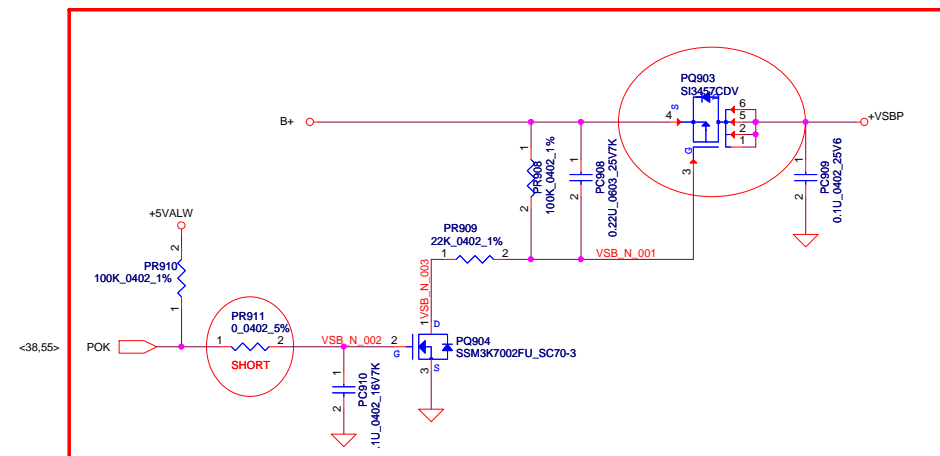 PQ903
SI3457CDV
S
4
6
5
2
1
G
3
B+
+VSBP
1
PR908
100K_0402_1%
2
1
PC908
0.22U_0603_25V7K
2
1
PC909
0.1U_0402_25V6
2
+5VALW
2
PR910
100K_0402_1%
1
PR909
22K_0402_1%
1
2
VSB_N_001
VSB_N_003
PR911
0_0402_5%
1
2
SHORT
<38,55>
POK
VSB_N_002
2
G
1
D
PQ904
SSM3K7002FU_SC70-3
3
S
1
PC910
.1U_0402_16V7K
2